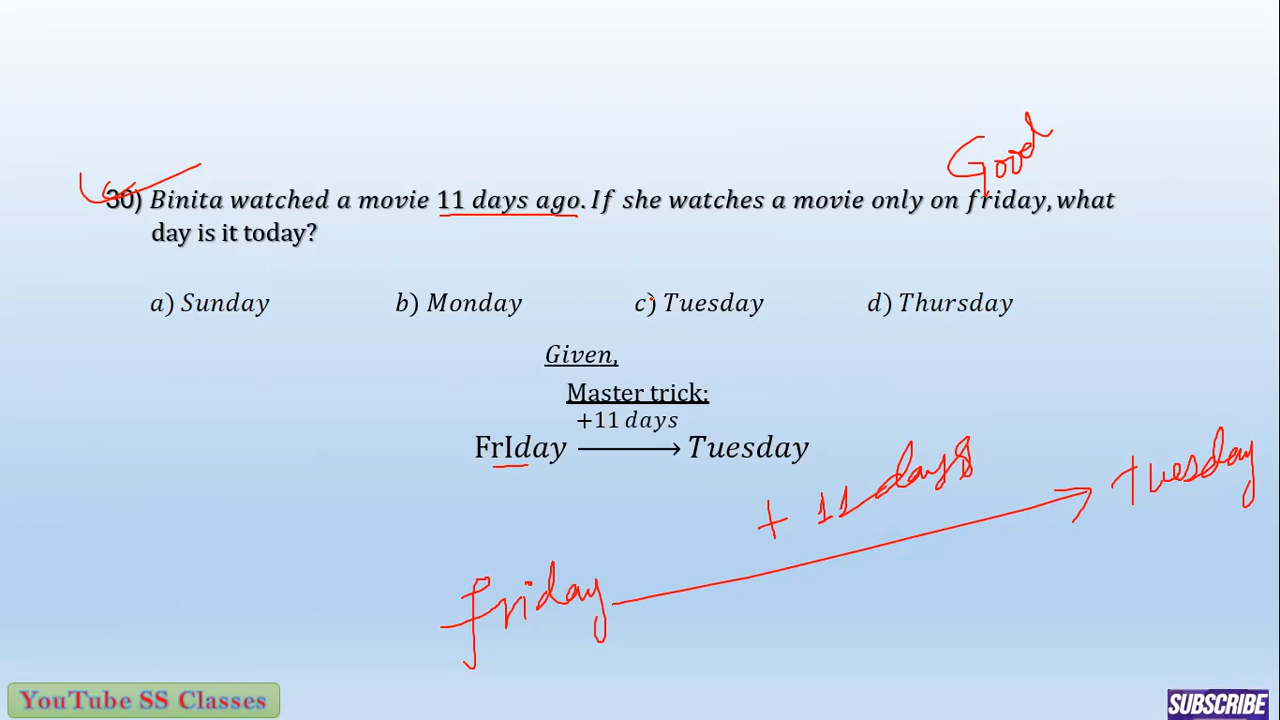 Good
30) Binita watched a movie 11 days ago. If she watches a movie only on friday, what
day is it today?
a) Sunday b) Monday c) Tuesday d) Thursday
Given,
Master trick:
+11 days
FrIday Tuesday
+ 11 days
Tuesday
Friday
YouTube SS Classes
SUBSCRIBE